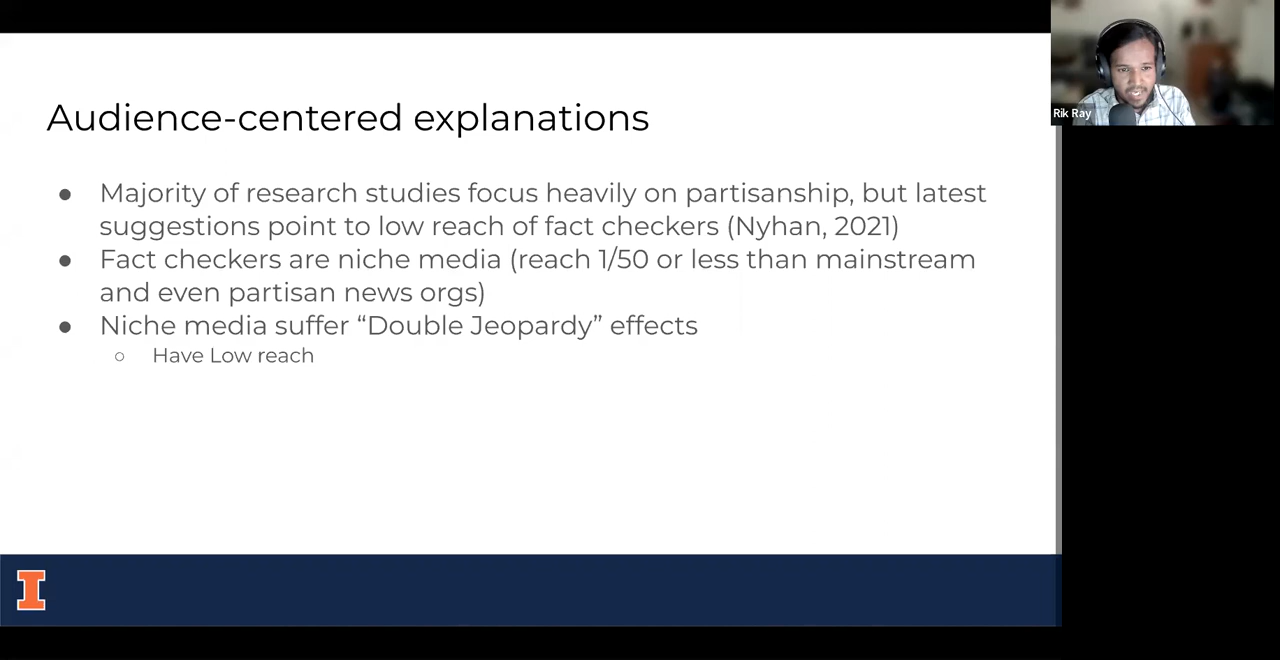 Audience-centered explanations
● Majority of research studies focus heavily on partisanship, but latest
suggestions point to low reach of fact checkers (Nyhan, 2021)
● Fact checkers are niche media (reach 1/50 or less than mainstream
and even partisan news orgs)
● Niche media suffer “Double Jeopardy” effects
○ Have Low reach
Rik Ray
I